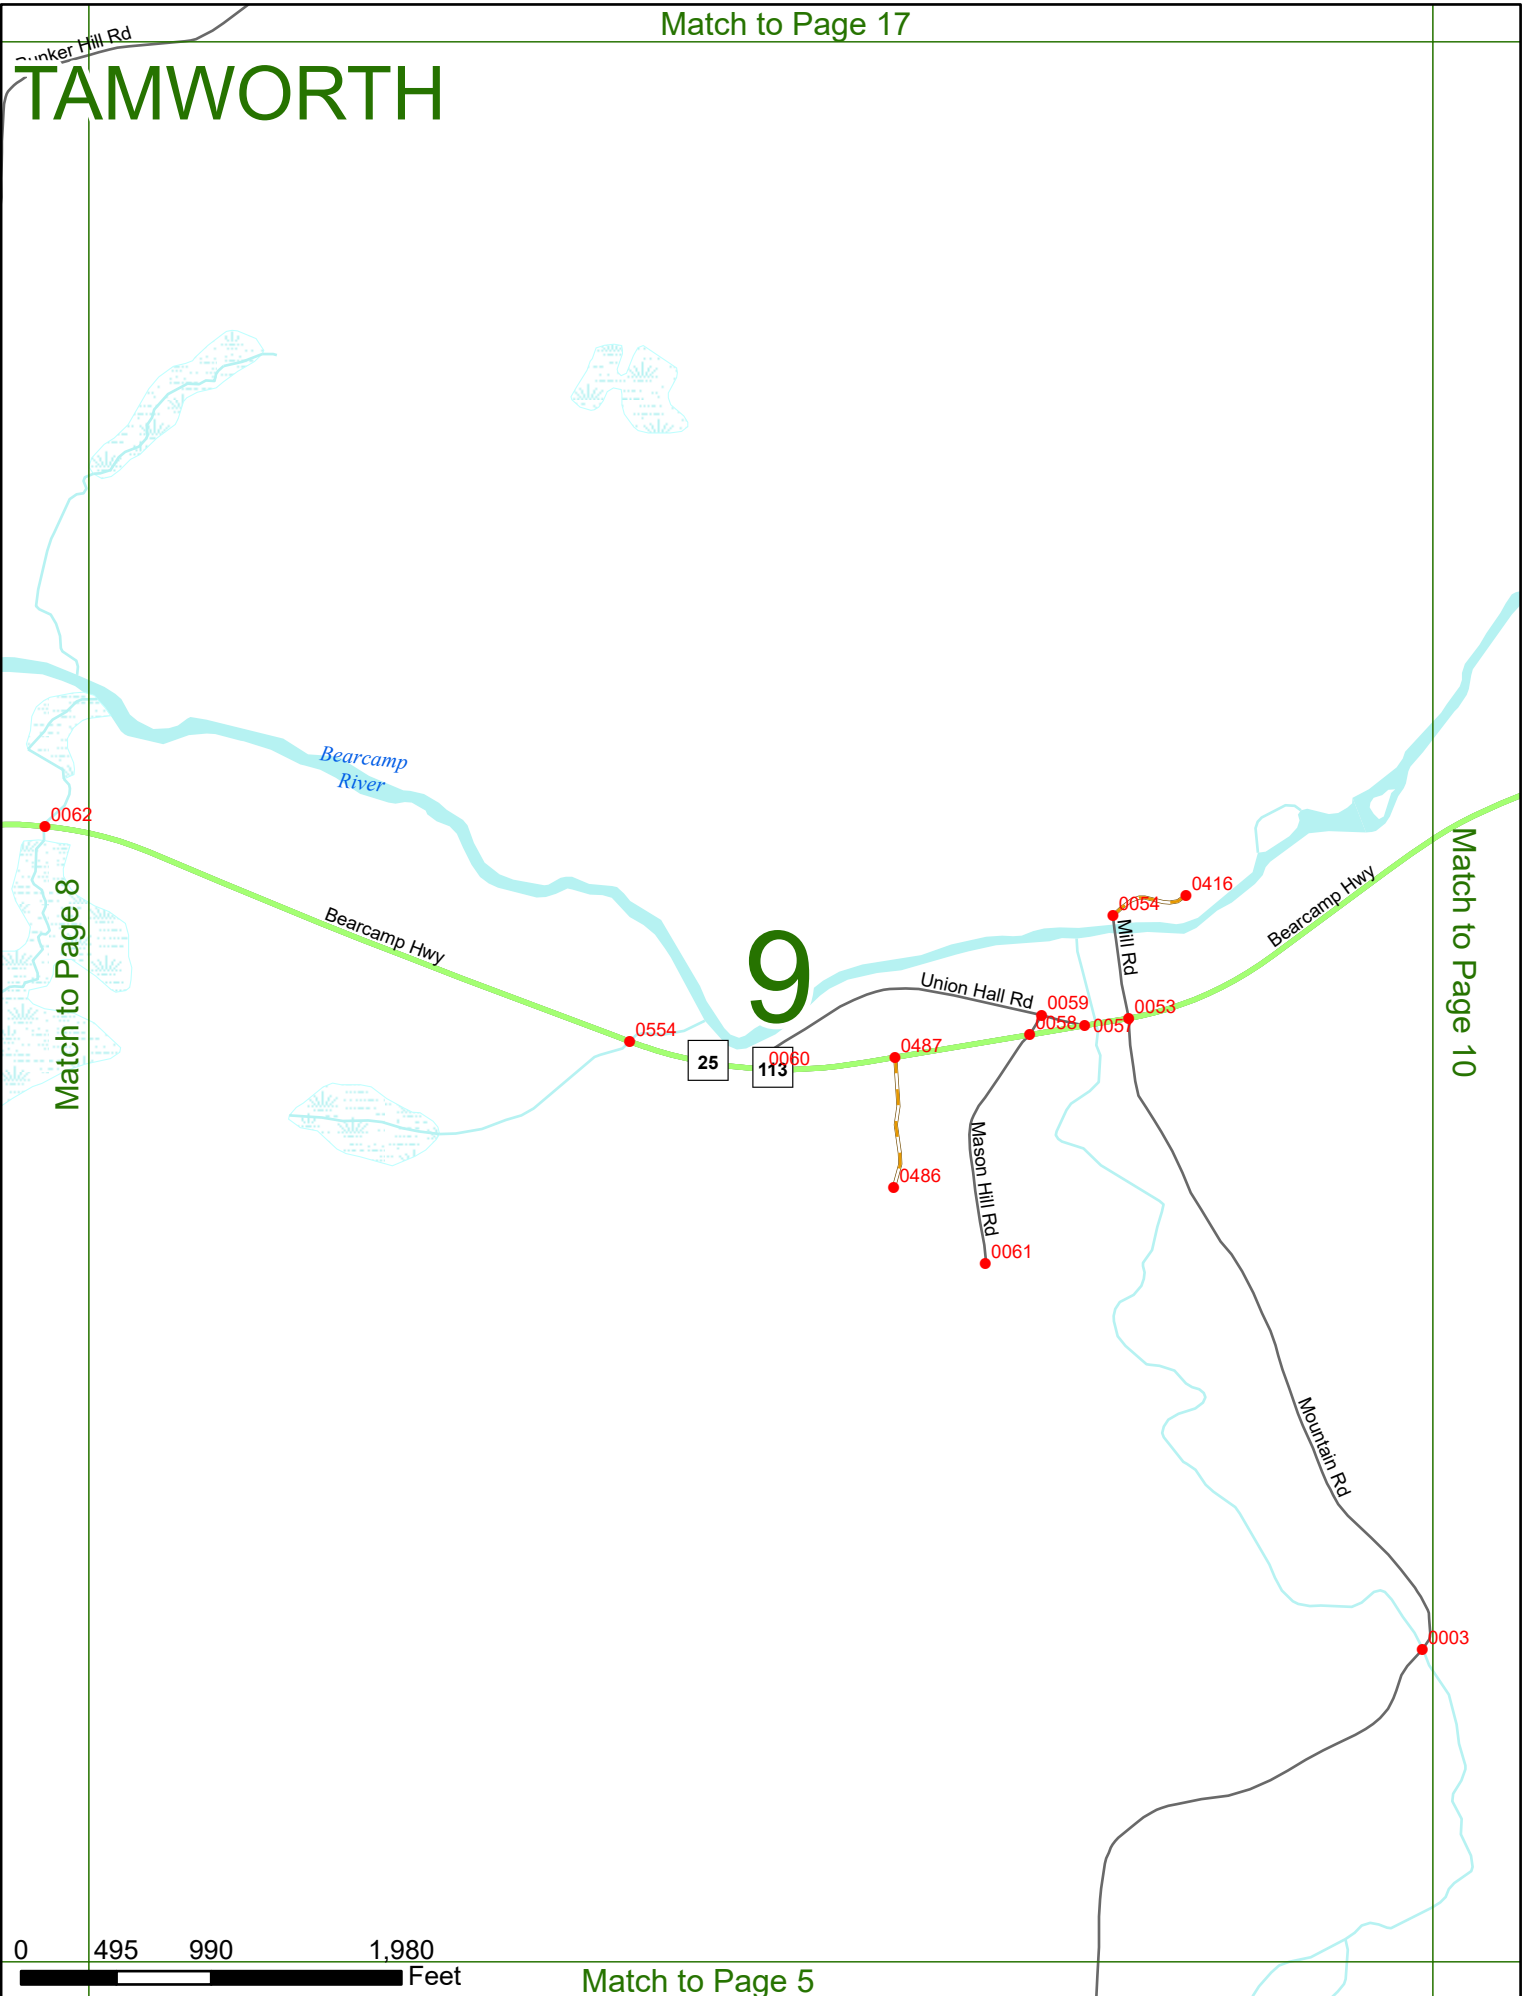 Match to Page 17
Bunker Hill Rd
TAMWORTH
Bearcamp
River
0062
Match to Page 8
Bearcamp Hwy
0416
0054
Mill Rd
Bearcamp Hwy
Match to Page 10
9
Union Hall Rd
0059
0053
0058
0057
0554
25
113
0060
0487
0486
Mason Hill Rd
0061
Mountain Rd
0003
0 495 990 1,980
Feet
Match to Page 5